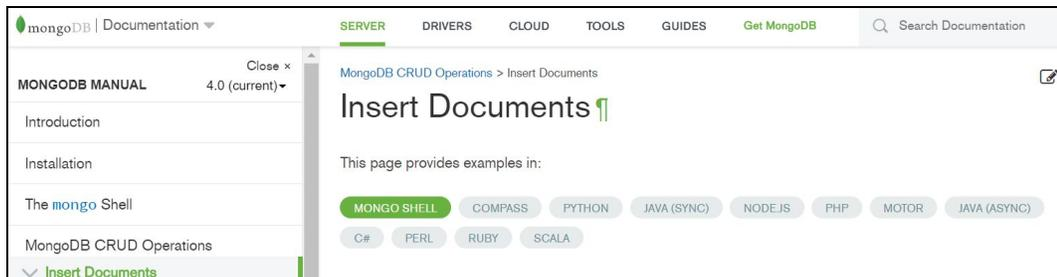 mongoDB | Documentation
SERVER DRIVERS CLOUD TOOLS GUIDES Get MongoDB Search Documentation
Close ×
MONGODB MANUAL 4.0 (current)
Introduction
Installation
The mongo Shell
MongoDB CRUD Operations
Insert Documents
MongoDB CRUD Operations > Insert Documents
Insert Documents¶
This page provides examples in:
MONGO SHELL COMPASS PYTHON JAVA (SYNC) NODE.JS PHP MOTOR JAVA (ASYNC)
C# PERL RUBY SCALA